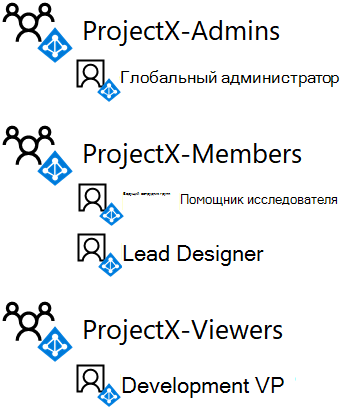 ProjectX-Admins
Глобальный администратор
ProjectX-Members
Помощник исследователя
Lead Designer
ProjectX-Viewers
Development VP